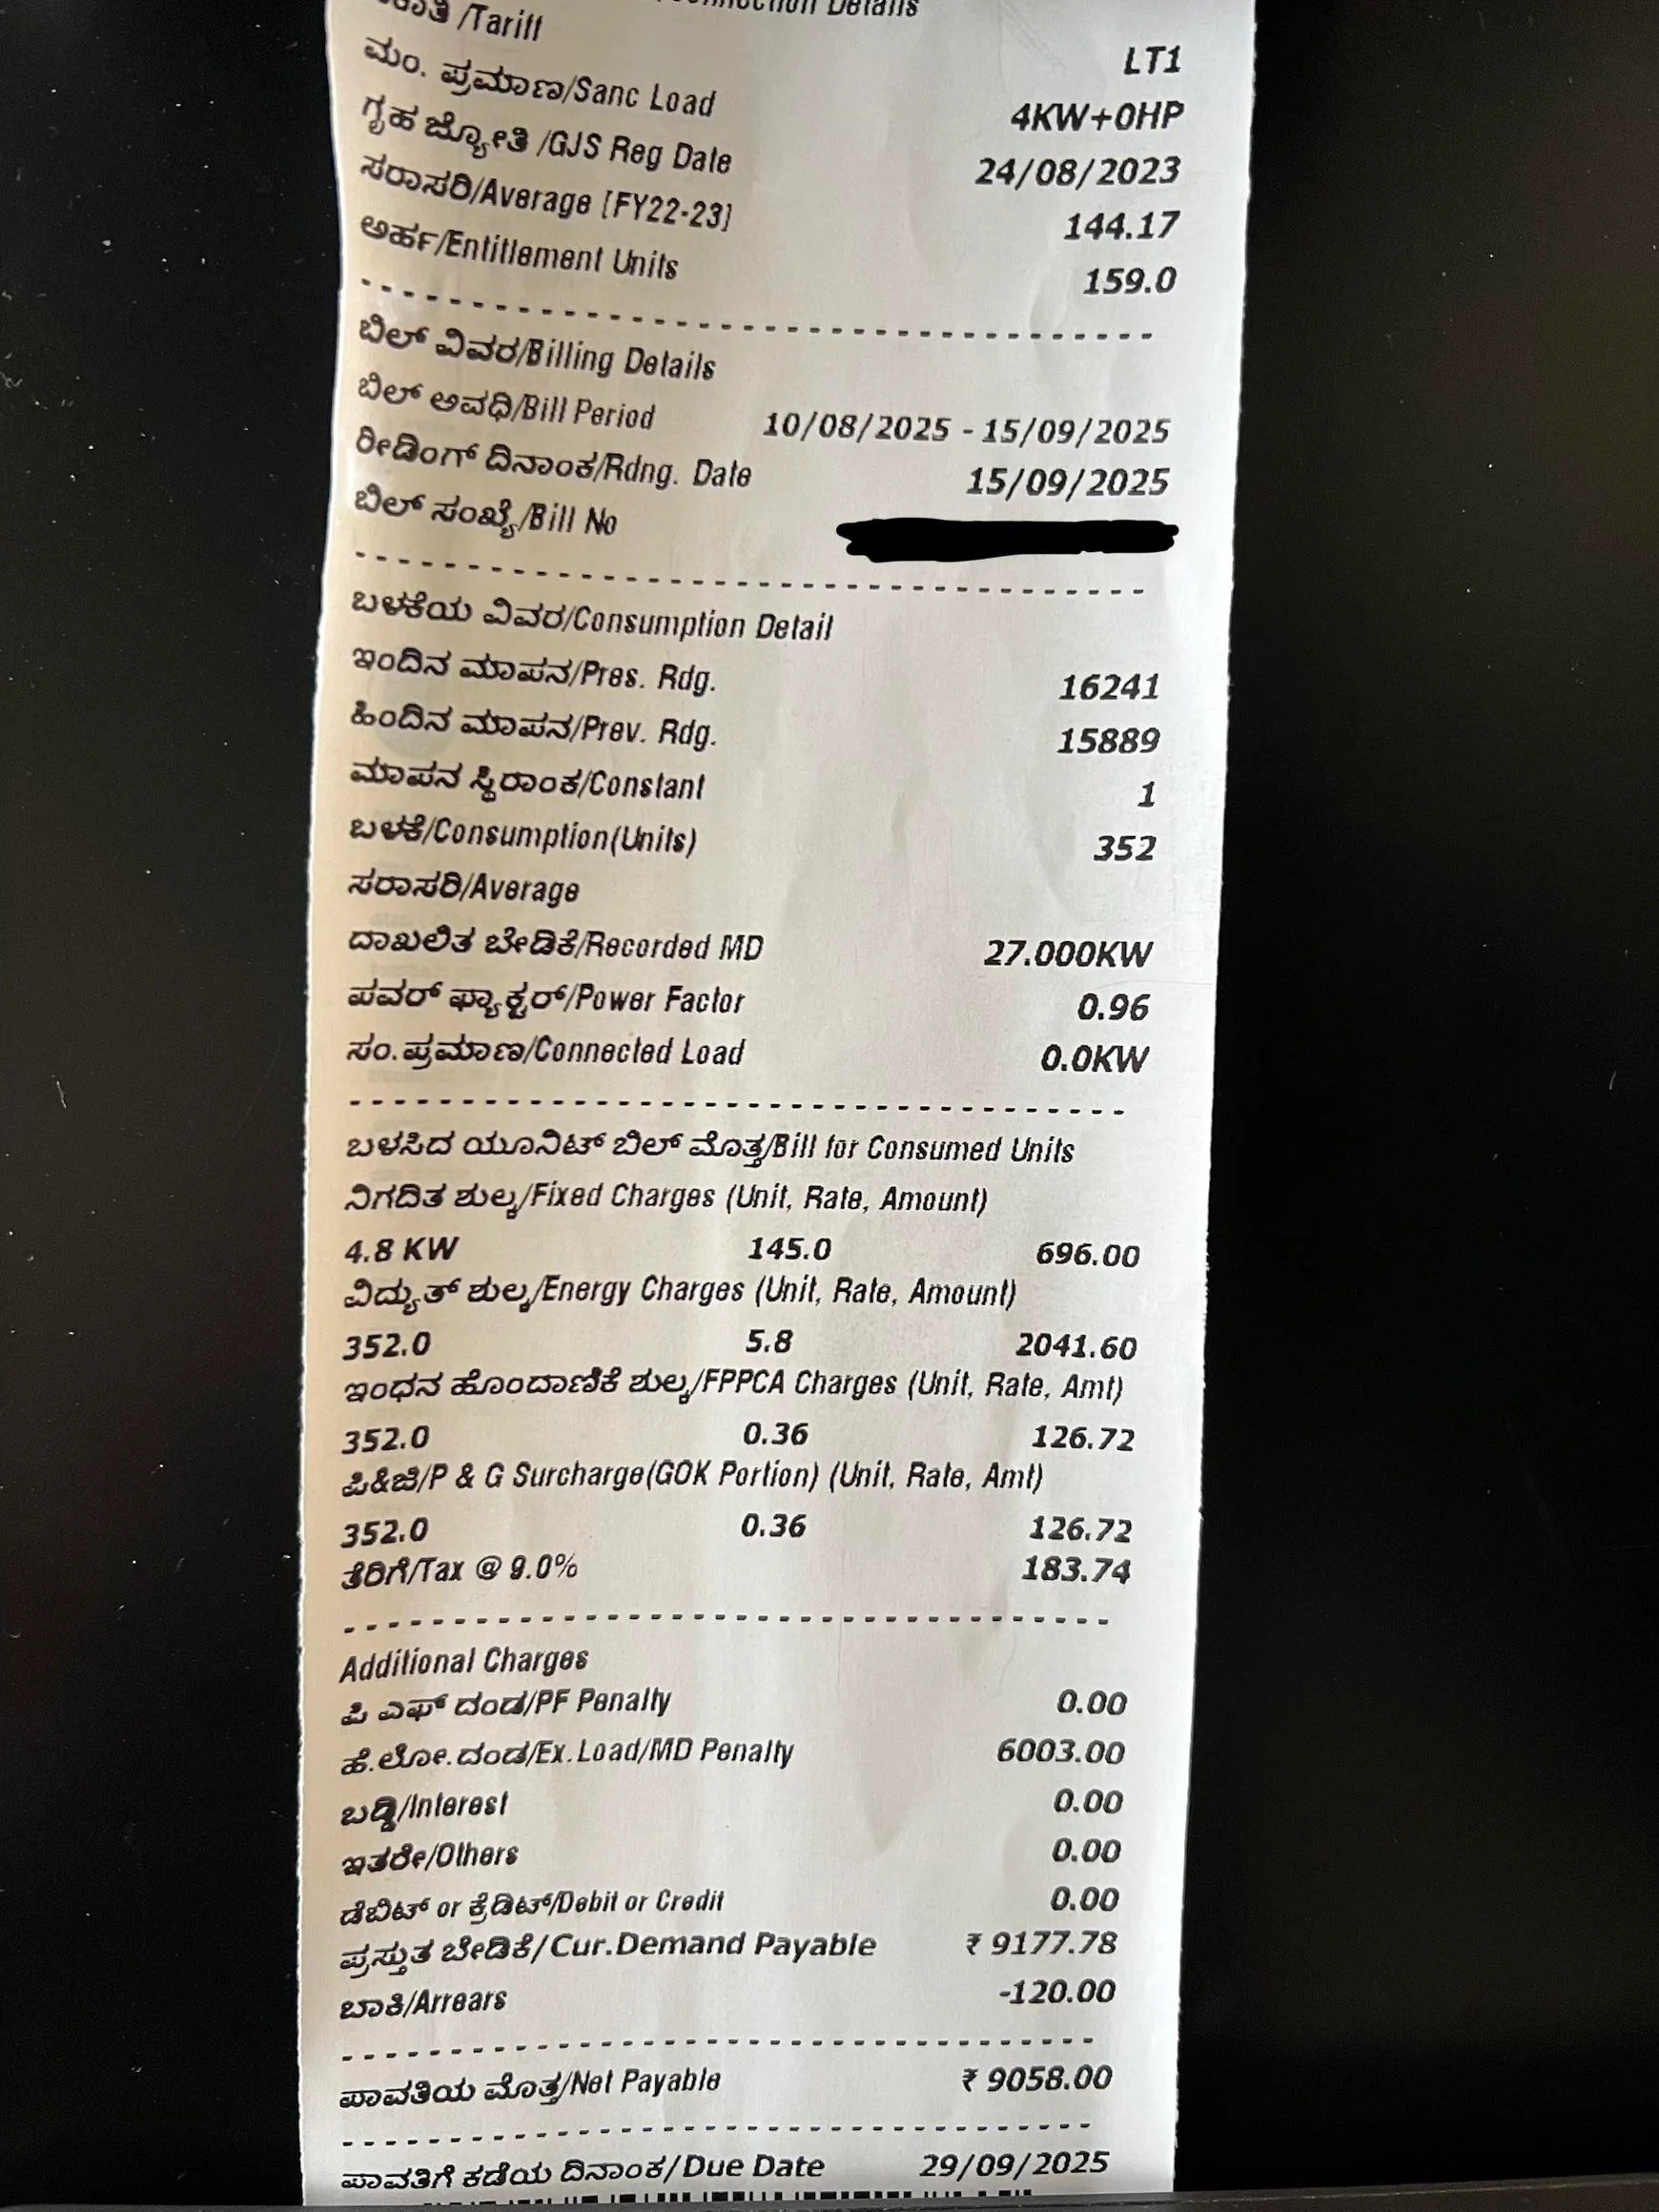 /Tariff LT1
ಮಂ. ಪ್ರಮಾಣ/Sanc Load 4KW+0HP
ಗೃಹ ಜ್ಯೋತಿ /GJS Reg Date 24/08/2023
ಸರಾಸರಿ/Average [FY22-23] 144.17
ಅರ್ಹ/Entitlement Units 159.0
ಬಿಲ್ ವಿವರ/Billing Details
ಬಿಲ್ ಅವಧಿ/Bill Period 10/08/2025 - 15/09/2025
ರೀಡಿಂಗ್ ದಿನಾಂಕ/Rdng. Date 15/09/2025
ಬಿಲ್ ಸಂಖ್ಯೆ/Bill No
ಬಳಕೆಯ ವಿವರ/Consumption Detail
ಇಂದಿನ ಮಾಪನ/Pres. Rdg. 16241
ಹಿಂದಿನ ಮಾಪನ/Prev. Rdg. 15889
ಮಾಪನ ಸ್ಥಿರಾಂಕ/Constant 1
ಬಳಕೆ/Consumption(Units) 352
ಸರಾಸರಿ/Average
ದಾಖಲಿತ ಬೇಡಿಕೆ/Recorded MD 27.000KW
ಪವರ್ ಫ್ಯಾಕ್ಟರ್/Power Factor 0.96
ಸಂ.ಪ್ರಮಾಣ/Connected Load 0.0KW
ಬಳಸಿದ ಯೂನಿಟ್ ಬಿಲ್ ಮೊತ್ತ/Bill for Consumed Units
ನಿಗದಿತ ಶುಲ್ಕ/Fixed Charges (Unit, Rate, Amount)
4.8 KW 145.0 696.00
ವಿದ್ಯುತ್ ಶುಲ್ಕ/Energy Charges (Unit, Rate, Amount)
352.0 5.8 2041.60
ಇಂಧನ ಹೊಂದಾಣಿಕೆ ಶುಲ್ಕ/FPPCA Charges (Unit, Rate, Amt)
352.0 0.36 126.72
ಪಿ&ಜಿ/P & G Surcharge(GOK Portion) (Unit, Rate, Amt)
352.0 0.36 126.72
ತೆರಿಗೆ/Tax @ 9.0% 183.74
Additional Charges
ಪಿ ಎಫ್ ದಂಡ/PF Penalty 0.00
ಹೆ.ಲೋ.ದಂಡ/Ex.Load/MD Penalty 6003.00
ಬಡ್ಡಿ/Interest 0.00
ಇತರೇ/Others 0.00
ಡೆಬಿಟ್ or ಕ್ರೆಡಿಟ್/Debit or Credit 0.00
ಪ್ರಸ್ತುತ ಬೇಡಿಕೆ/Cur.Demand Payable ₹ 9177.78
ಬಾಕಿ/Arrears -120.00
ಪಾವತಿಯ ಮೊತ್ತ/Net Payable ₹ 9058.00
ಪಾವತಿಗೆ ಕಡೆಯ ದಿನಾಂಕ/Due Date 29/09/2025